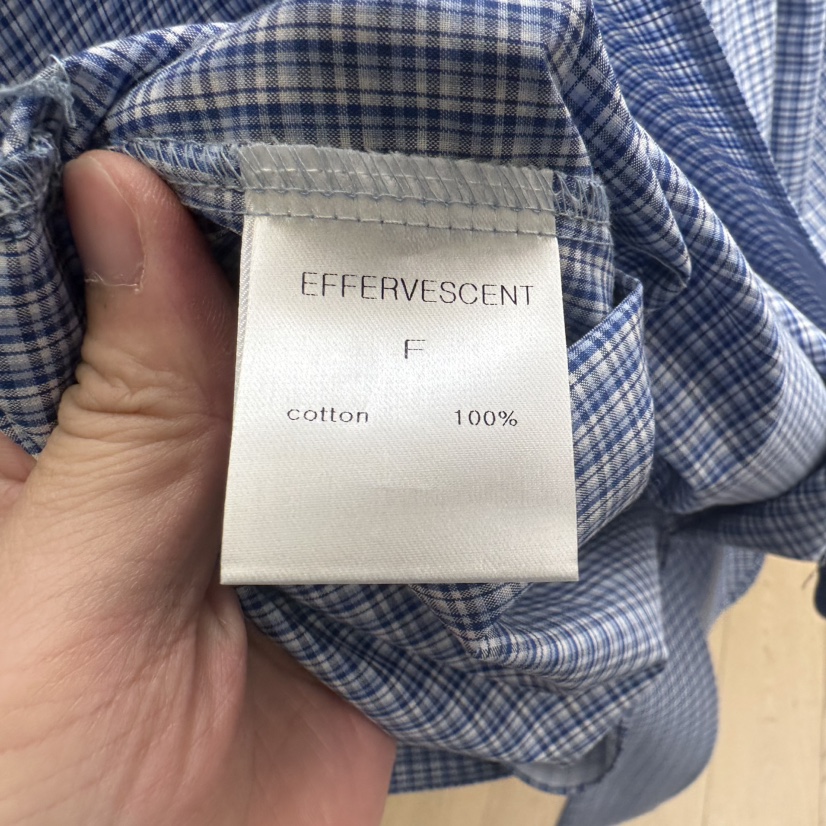 EFFERVESCENT
F
cotton 100%